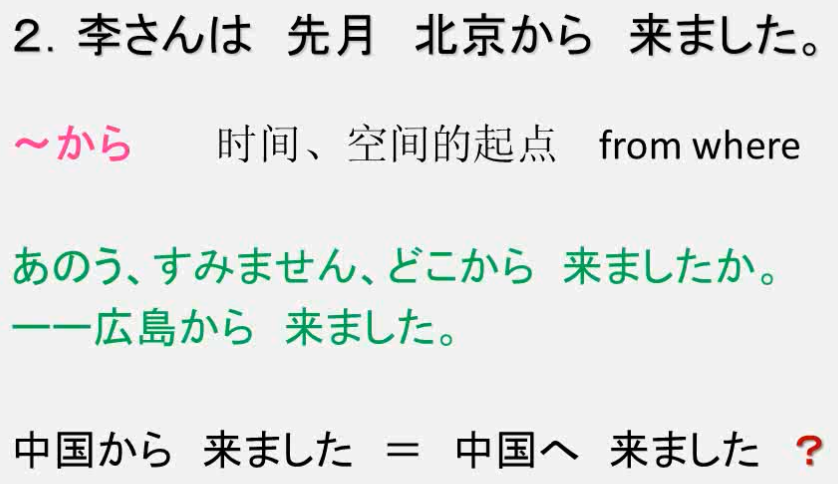 ２．李さんは　先月　北京から　来ました。
～から　　时间、空间的起点　from where
あのう、すみません、どこから　来ましたか。
——広島から　来ました。
中国から　来ました　＝　中国へ　来ました　？